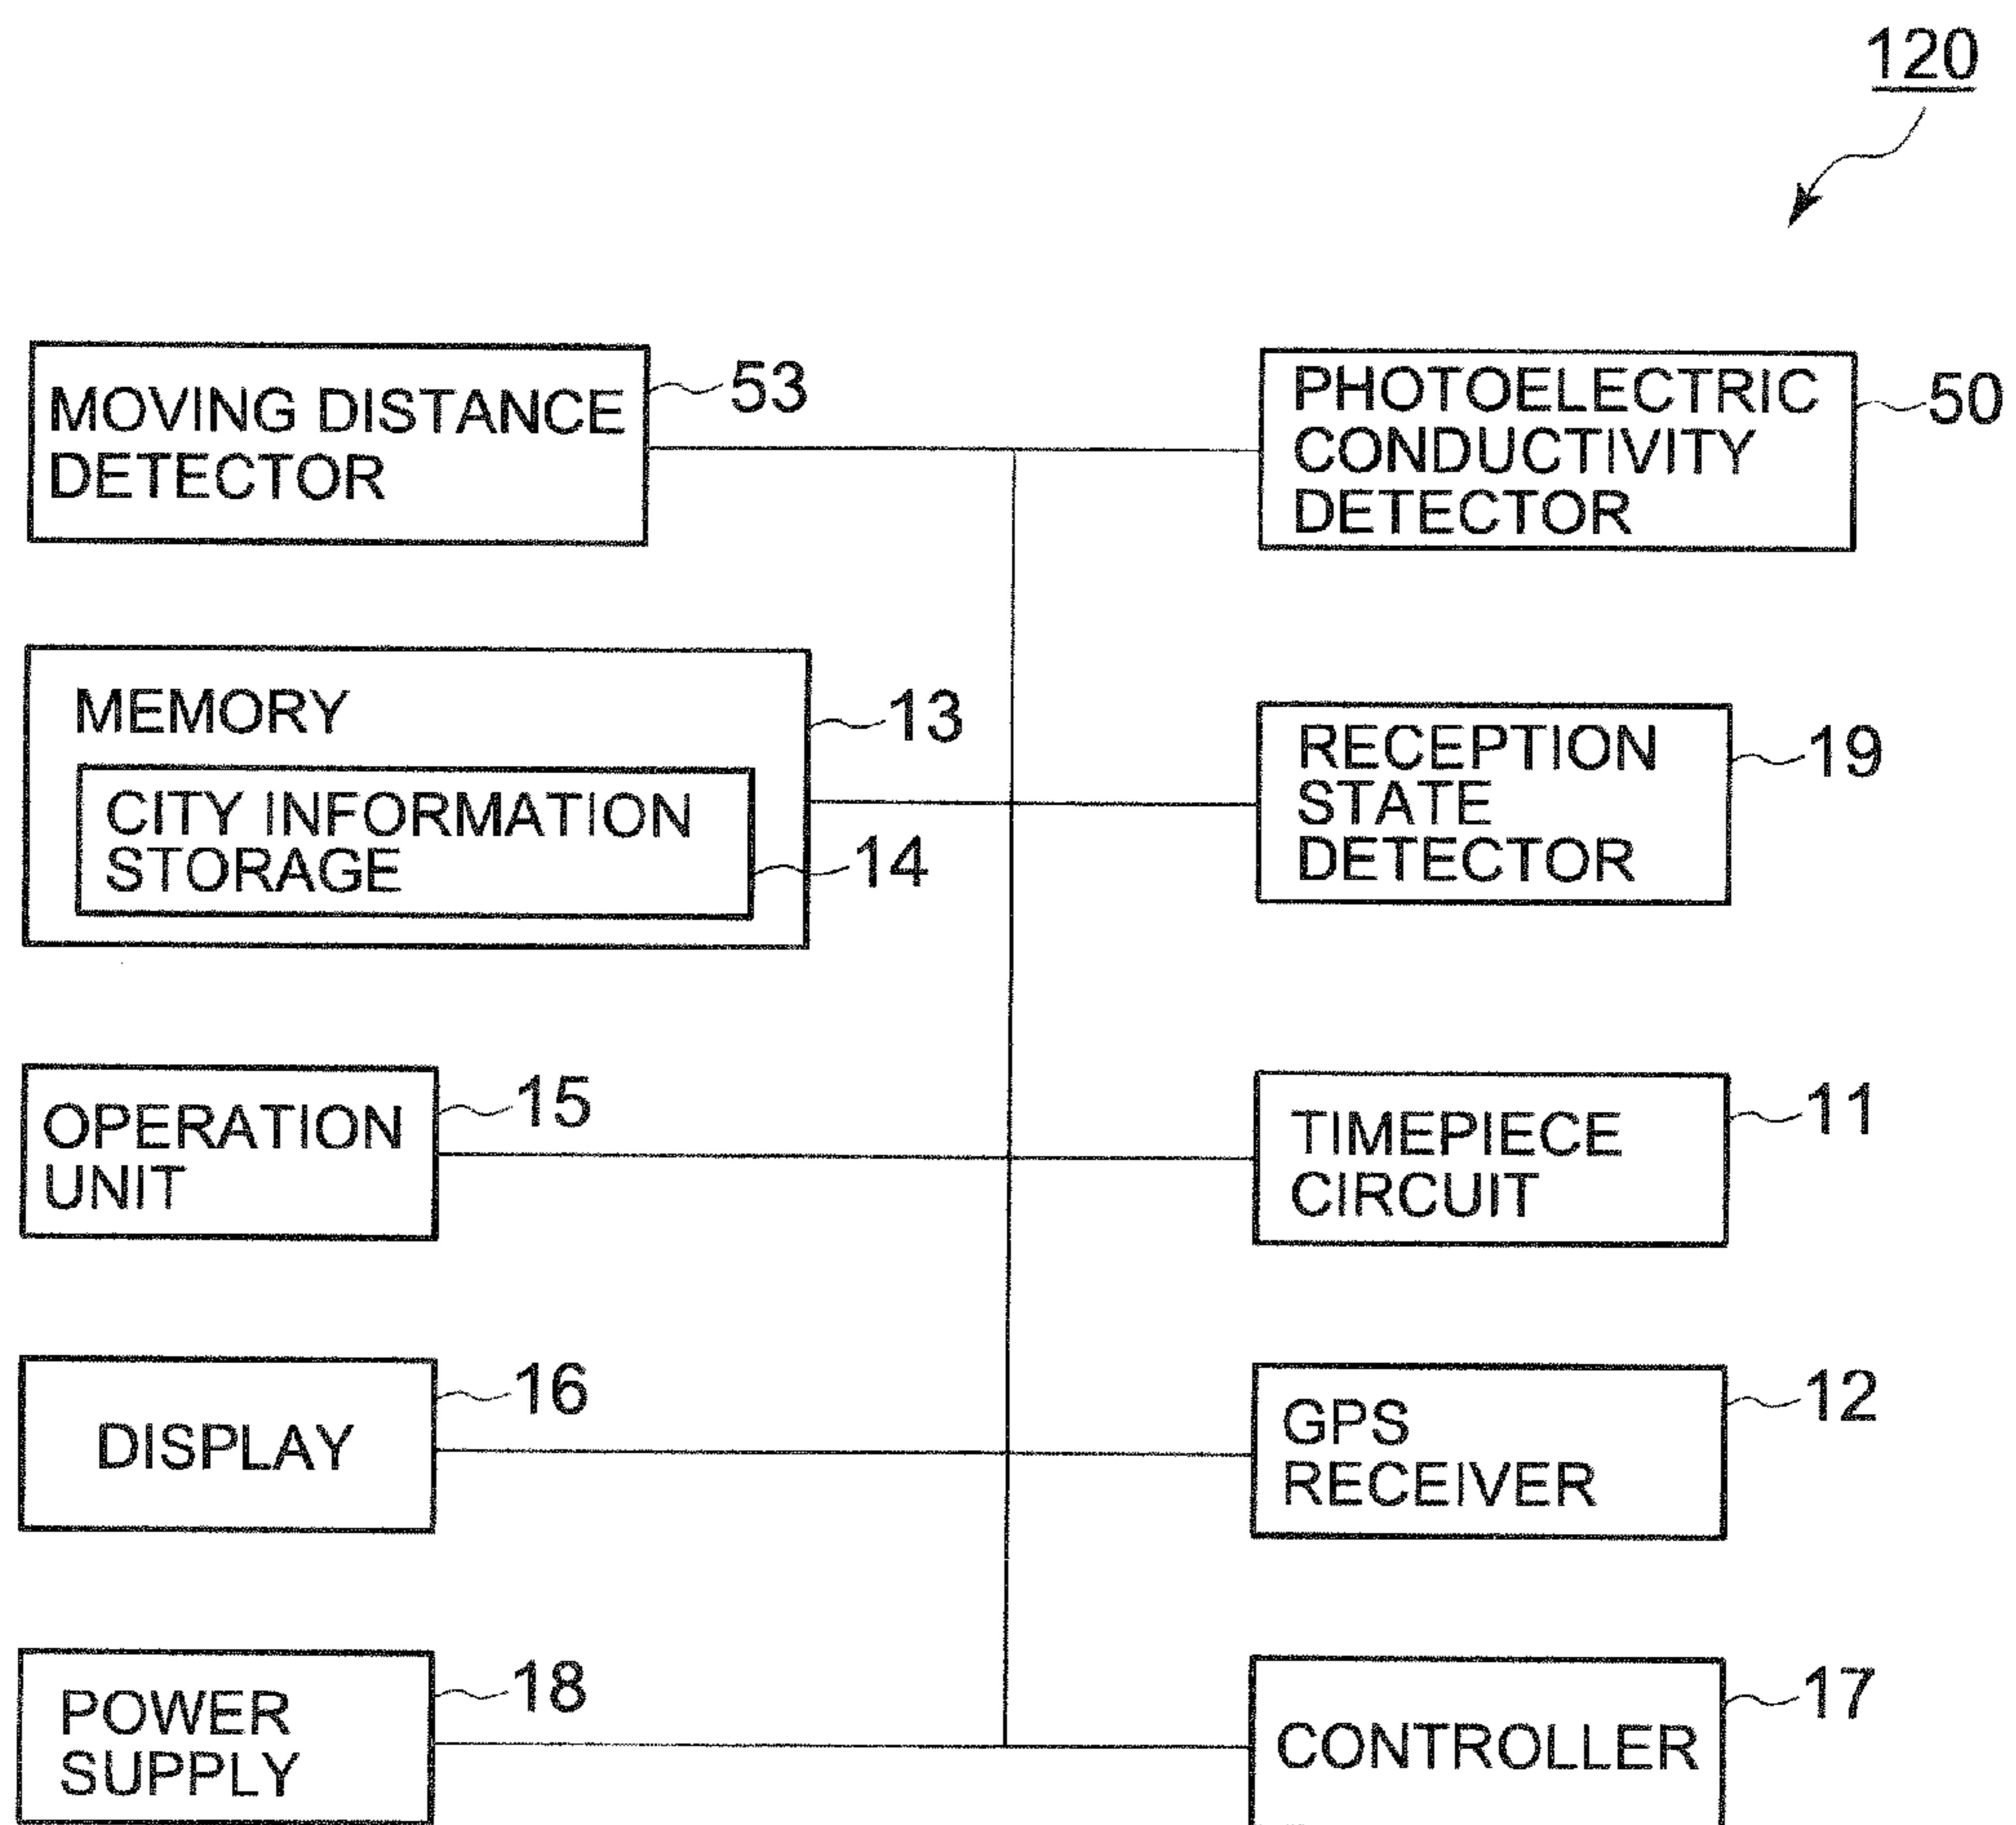 120
MOVING DISTANCE
DETECTOR
53
PHOTOELECTRIC
CONDUCTIVITY
DETECTOR
50
MEMORY
13
CITY INFORMATION
STORAGE
14
RECEPTION
STATE
DETECTOR
19
OPERATION
UNIT
15
TIMEPIECE
CIRCUIT
11
DISPLAY
16
GPS
RECEIVER
12
POWER
SUPPLY
18
CONTROLLER
17